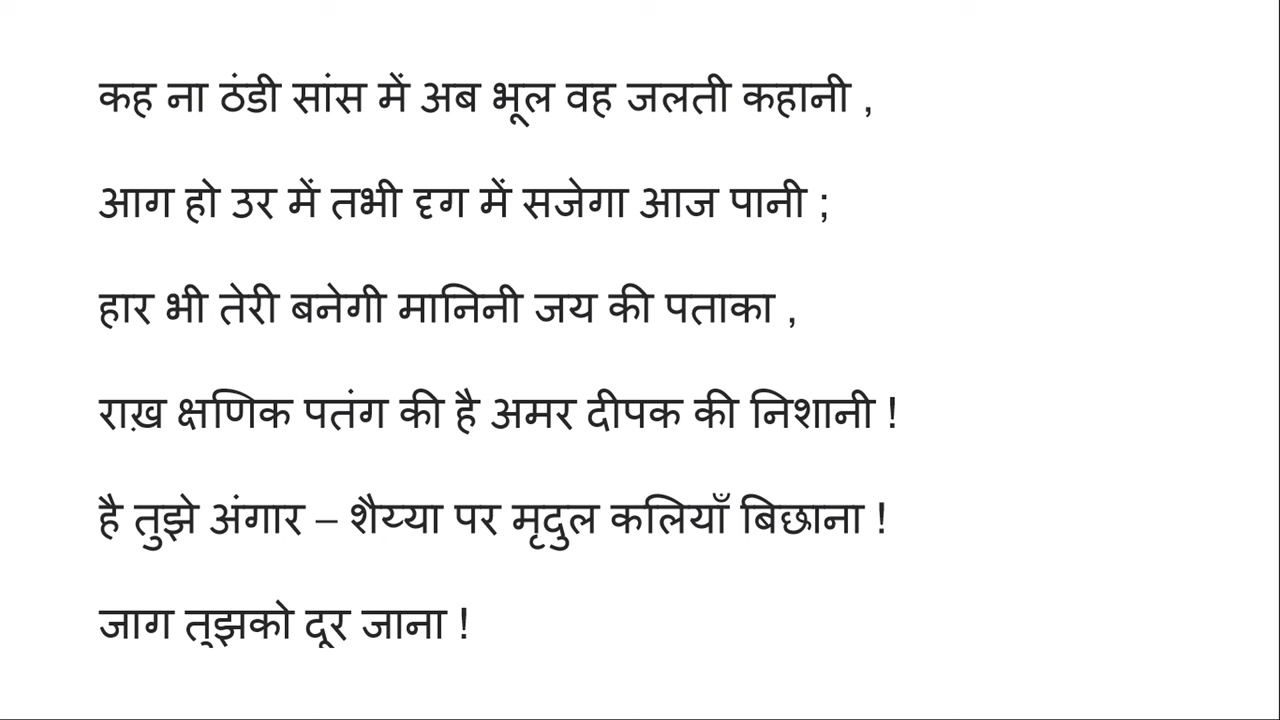 कह ना ठंडी सांस में अब भूल वह जलती कहानी ,
आग हो उर में तभी दृग में सजेगा आज पानी ;
हार भी तेरी बनेगी मानिनी जय की पताका ,
राख़ क्षणिक पतंग की है अमर दीपक की निशानी !
है तुझे अंगार – शैय्या पर मृदुल कलियाँ बिछाना !
जाग तुझको दूर जाना !